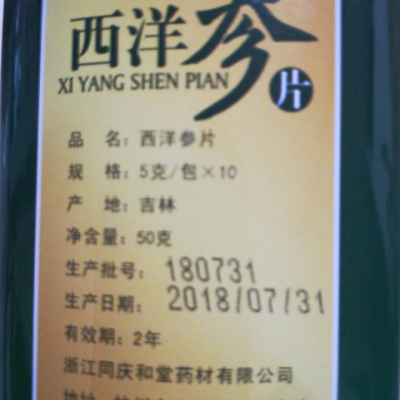 西洋参片
XI YANG SHEN PIAN
品 名：西洋参片
规 格：5克/包×10
产 地：吉林
净含量：50克
生产批号：180731
生产日期：2018/07/31
有效期：2年
浙江同庆和堂药材有限公司
地址：